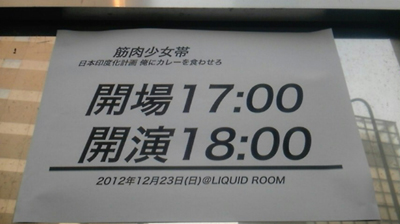 筋肉少女帯
日本印度化計画 俺にカレーを食わせろ
開場17:00
開演18:00
2012年12月23日(日)@LIQUID ROOM